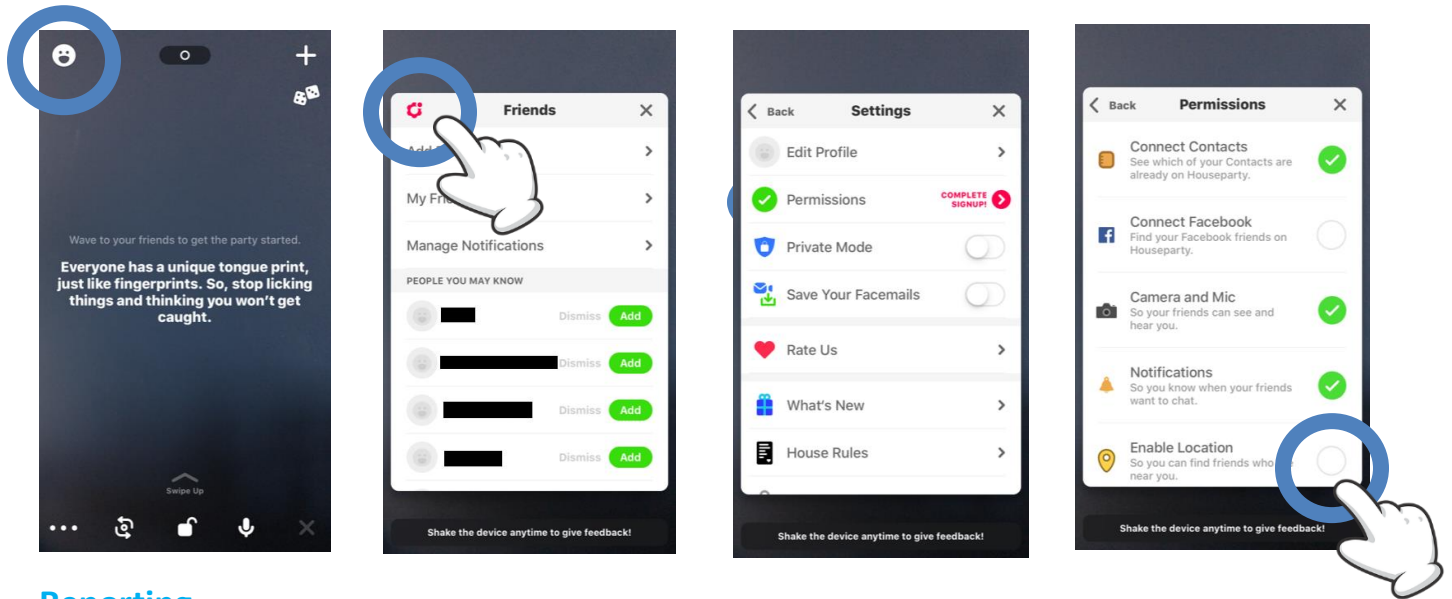 Wave to your friends to get the party started.
Everyone has a unique tongue print,
just like fingerprints. So, stop licking
things and thinking you won't get
caught.
Swipe Up
Friends
Add
My
Manage Notifications
PEOPLE YOU MAY KNOW
Dismiss Add
Dismiss Add
Dismiss Add
Dismiss Add
Shake the device anytime to give feedback!
Back Settings
Edit Profile
Permissions COMPLETE
SIGNUP!
Private Mode
Save Your Facemails
Rate Us
What's New
House Rules
Shake the device anytime to give feedback!
Back Permissions
Connect Contacts
See which of your Contacts are
already on Houseparty.
Connect Facebook
Find your Facebook friends on
Houseparty.
Camera and Mic
So your friends can see and
hear you.
Notifications
So you know when your friends
want to chat.
Enable Location
So you can find friends who
near you.
Shake the device anytime to give feedback!
Reporting